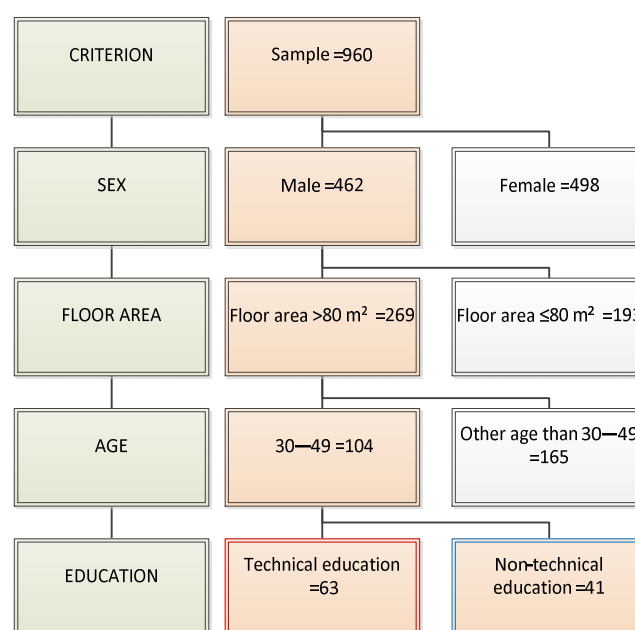 CRITERION
Sample =960
SEX
Male =462
Female =498
FLOOR AREA
Floor area >80 m² =269
Floor area ≤80 m² =193
AGE
30—49 =104
Other age than 30—49
=165
EDUCATION
Technical education
=63
Non-technical
education =41